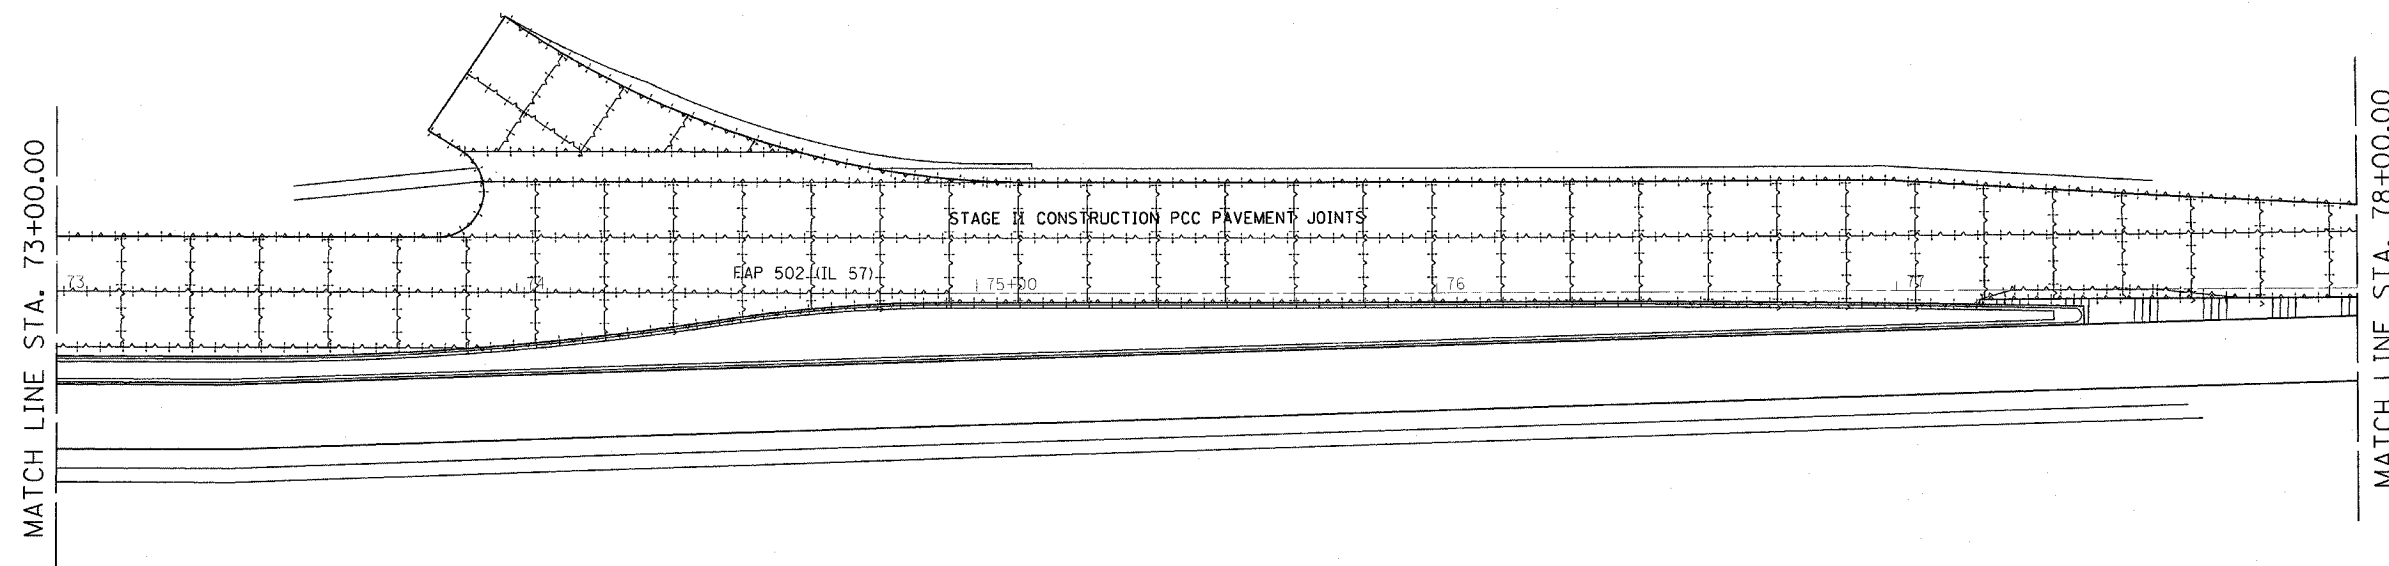 MATCH LINE STA. 73+00.00
STAGE II CONSTRUCTION PCC PAVEMENT JOINTS
FAP 502 (IL 57)
73
74
75+00
76
77
MATCH LINE STA. 78+00.00